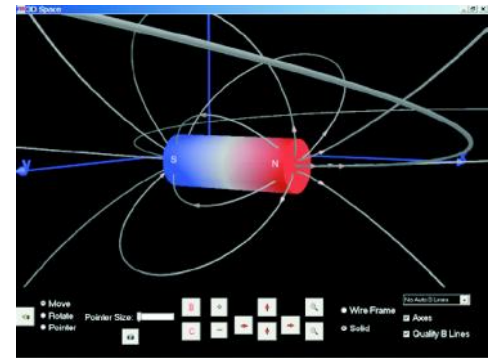 3D Space
y
S
N
No Auto B Lines
Move
Rotate
Pointer
Pointer Size:
B
+
C
−
Wire Frame
Solid
Axes
Quality B Lines